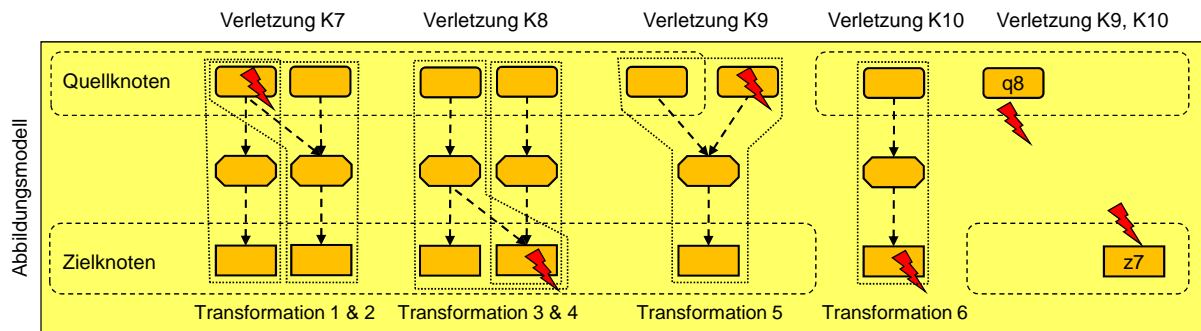 Verletzung K7
Verletzung K8
Verletzung K9
Verletzung K10
Verletzung K9, K10
Abbildungsmodell
Quellknoten
q8
Zielknoten
z7
Transformation 1 & 2
Transformation 3 & 4
Transformation 5
Transformation 6